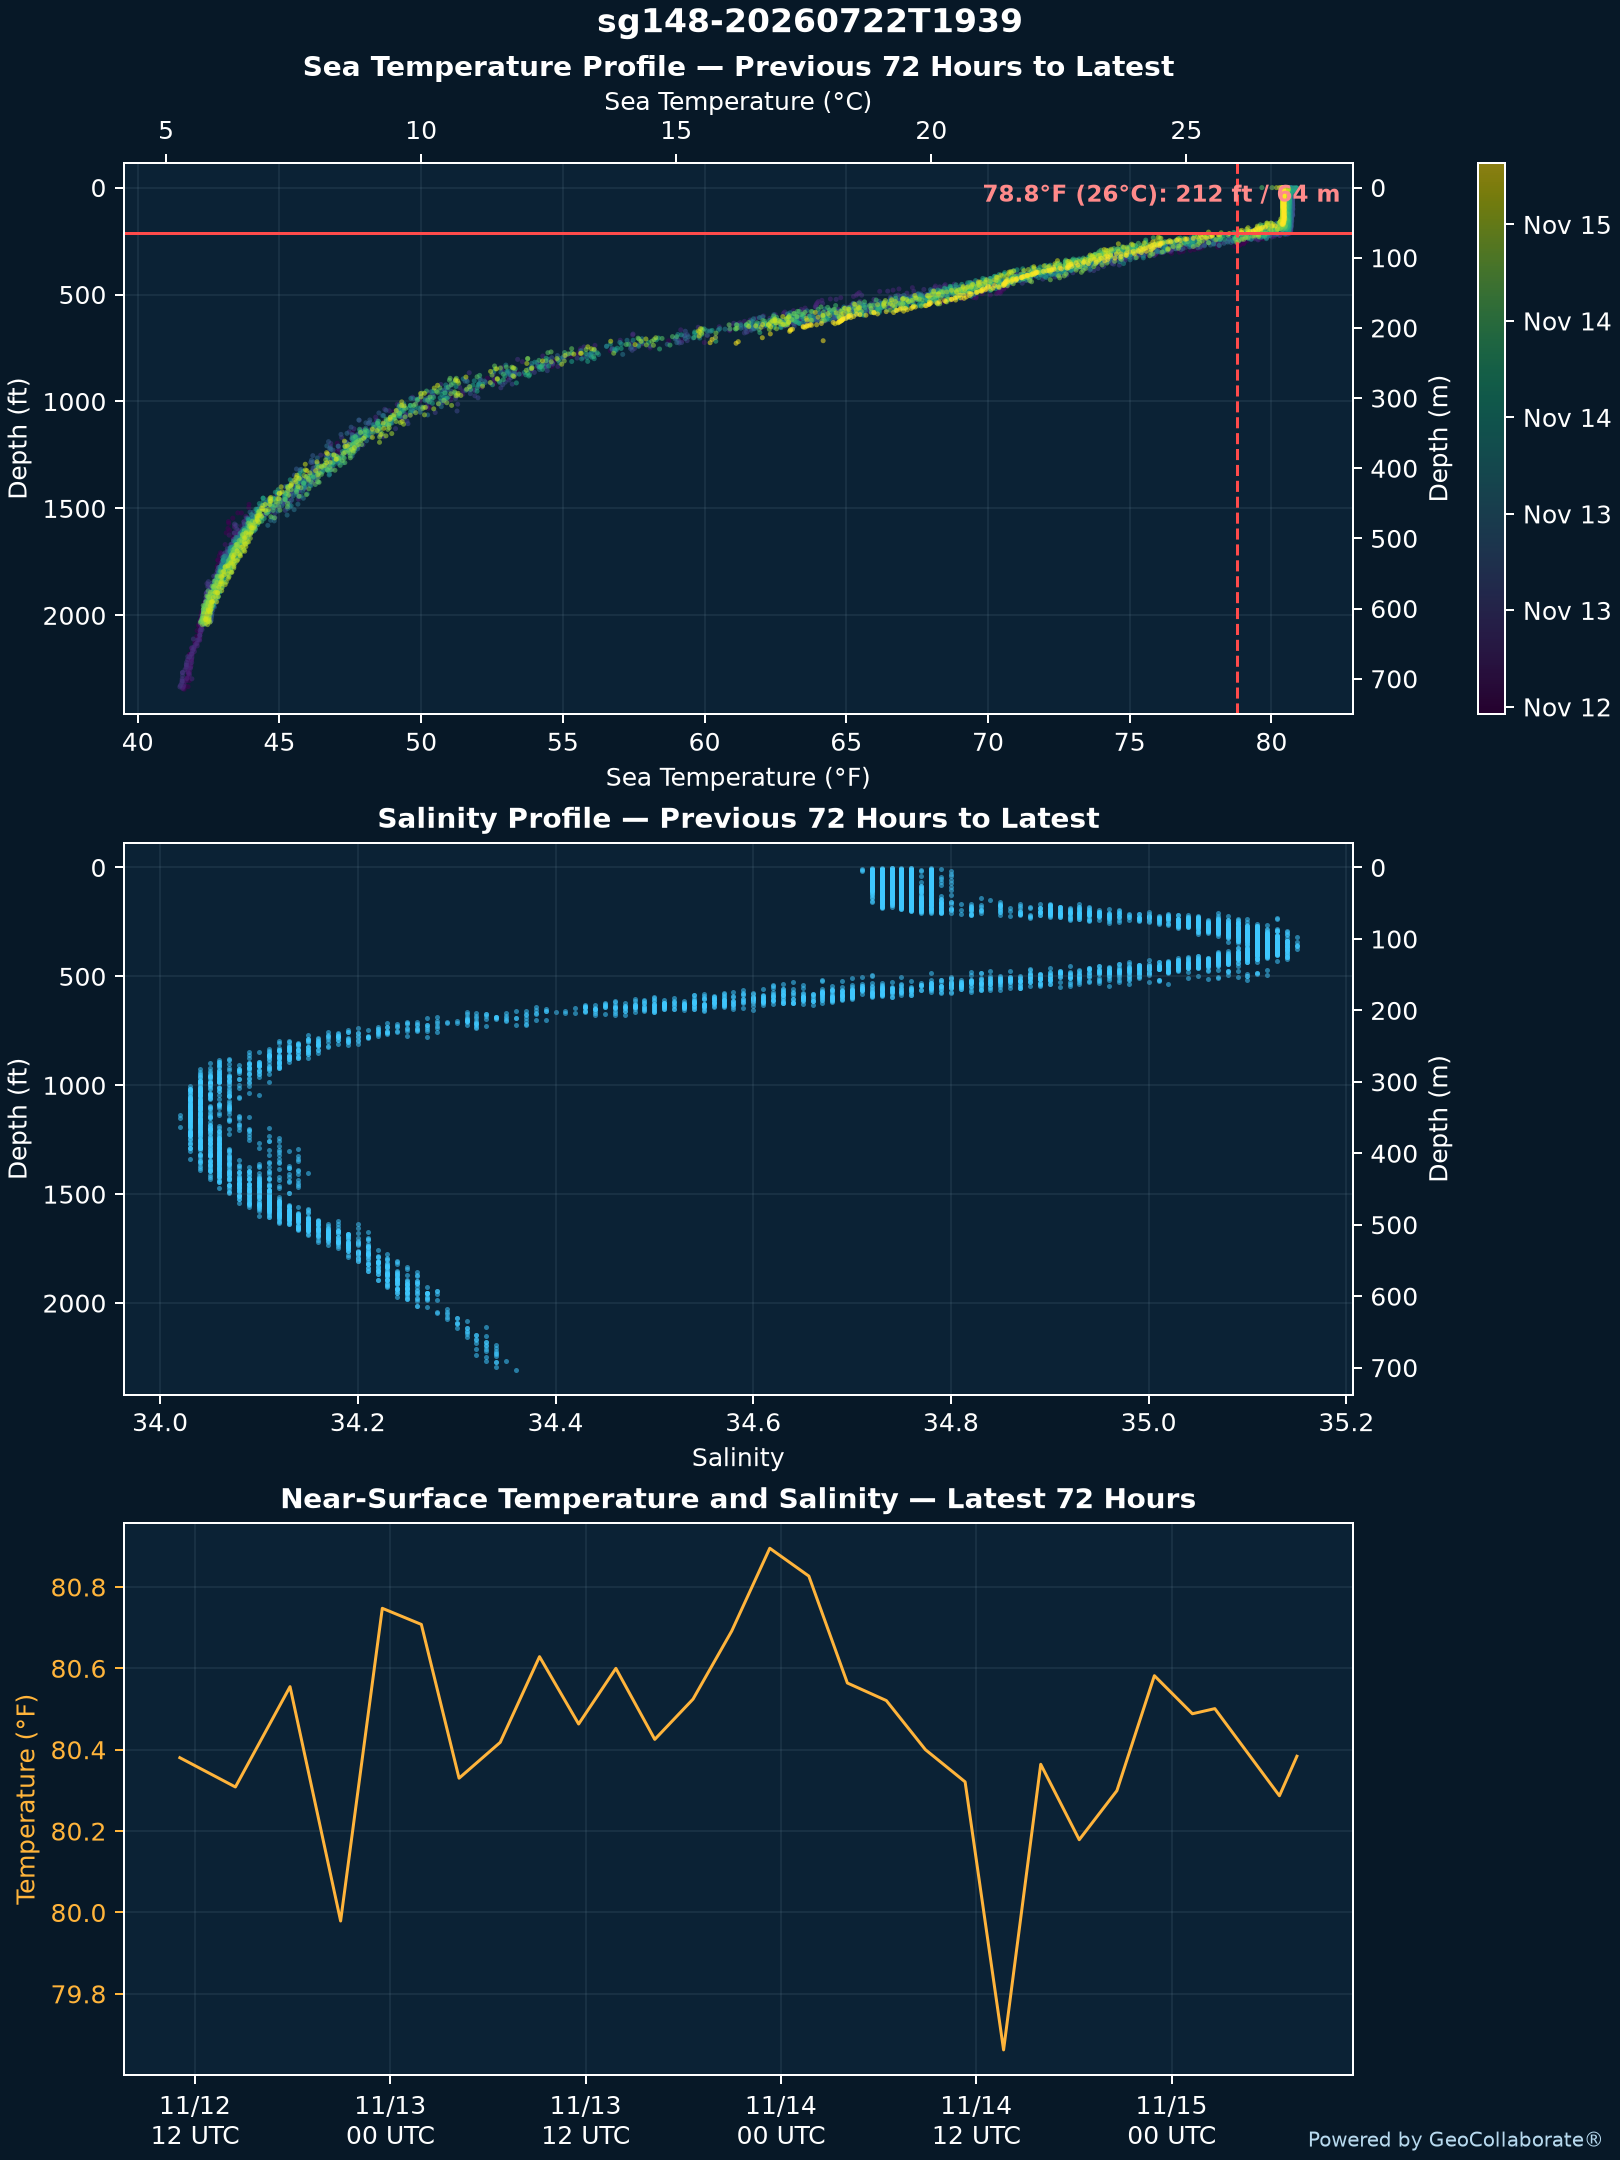 sg148-20260722T1939
Sea Temperature Profile — Previous 72 Hours to Latest
Sea Temperature (°C)
5 10 15 20 25
78.8°F (26°C): 212 ft / 64 m
Depth (ft)
0
500
1000
1500
2000
Depth (m)
0
100
200
300
400
500
600
700
Nov 15
Nov 14
Nov 14
Nov 13
Nov 13
Nov 12
40 45 50 55 60 65 70 75 80
Sea Temperature (°F)
Salinity Profile — Previous 72 Hours to Latest
Depth (ft)
0
500
1000
1500
2000
Depth (m)
0
100
200
300
400
500
600
700
34.0 34.2 34.4 34.6 34.8 35.0 35.2
Salinity
Near-Surface Temperature and Salinity — Latest 72 Hours
Temperature (°F)
80.8
80.6
80.4
80.2
80.0
79.8
11/12 11/13 11/13 11/14 11/14 11/15
12 UTC 00 UTC 12 UTC 00 UTC 12 UTC 00 UTC
Powered by GeoCollaborate®